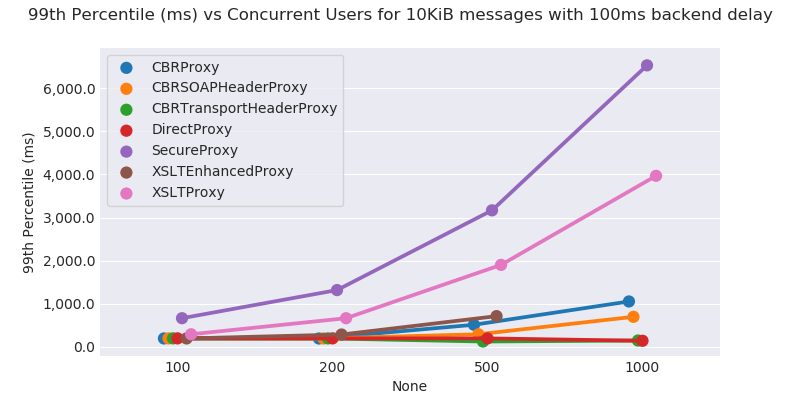 99th Percentile (ms) vs Concurrent Users for 10KiB messages with 100ms backend delay
CBRProxy
CBRSOAPHeaderProxy
CBRTransportHeaderProxy
DirectProxy
SecureProxy
XSLTEnhancedProxy
XSLTProxy
99th Percentile (ms)
6,000.0
5,000.0
4,000.0
3,000.0
2,000.0
1,000.0
0.0
100 200 500 1000
None